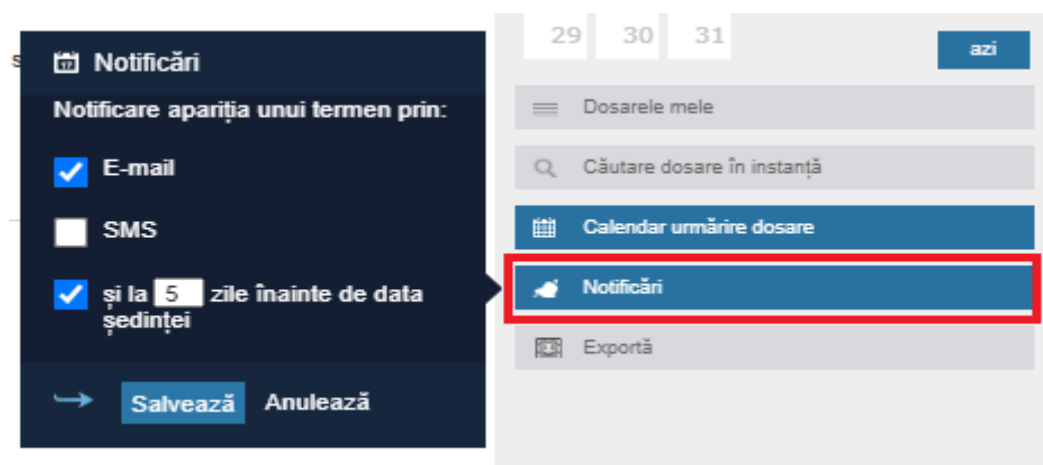 Notificări
Notificare apariția unui termen prin:
E-mail
SMS
și la 5 zile înainte de data
ședinței
Salvează Anulează
29 30 31
azi
Dosarele mele
Căutare dosare în instanță
Calendar urmărire dosare
Notificări
Exportă